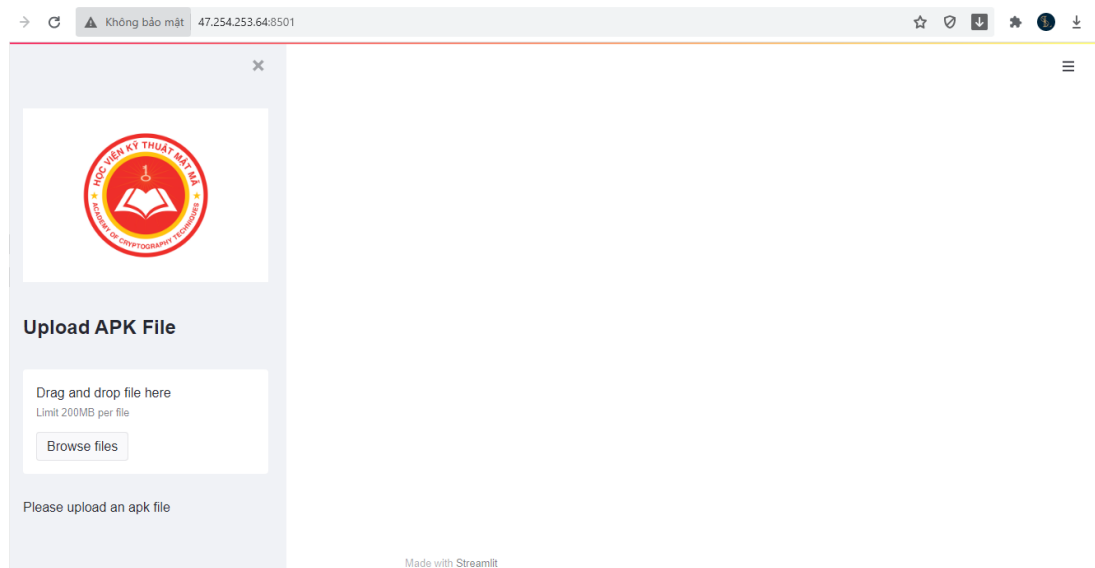 Không bảo mật
47.254.253.64:8501
HỌC VIỆN KỸ THUẬT MẬT MÃ
ACADEMY OF CRYPTOGRAPHY TECHNIQUES
Upload APK File
Drag and drop file here
Limit 200MB per file
Browse files
Please upload an apk file
Made with Streamlit